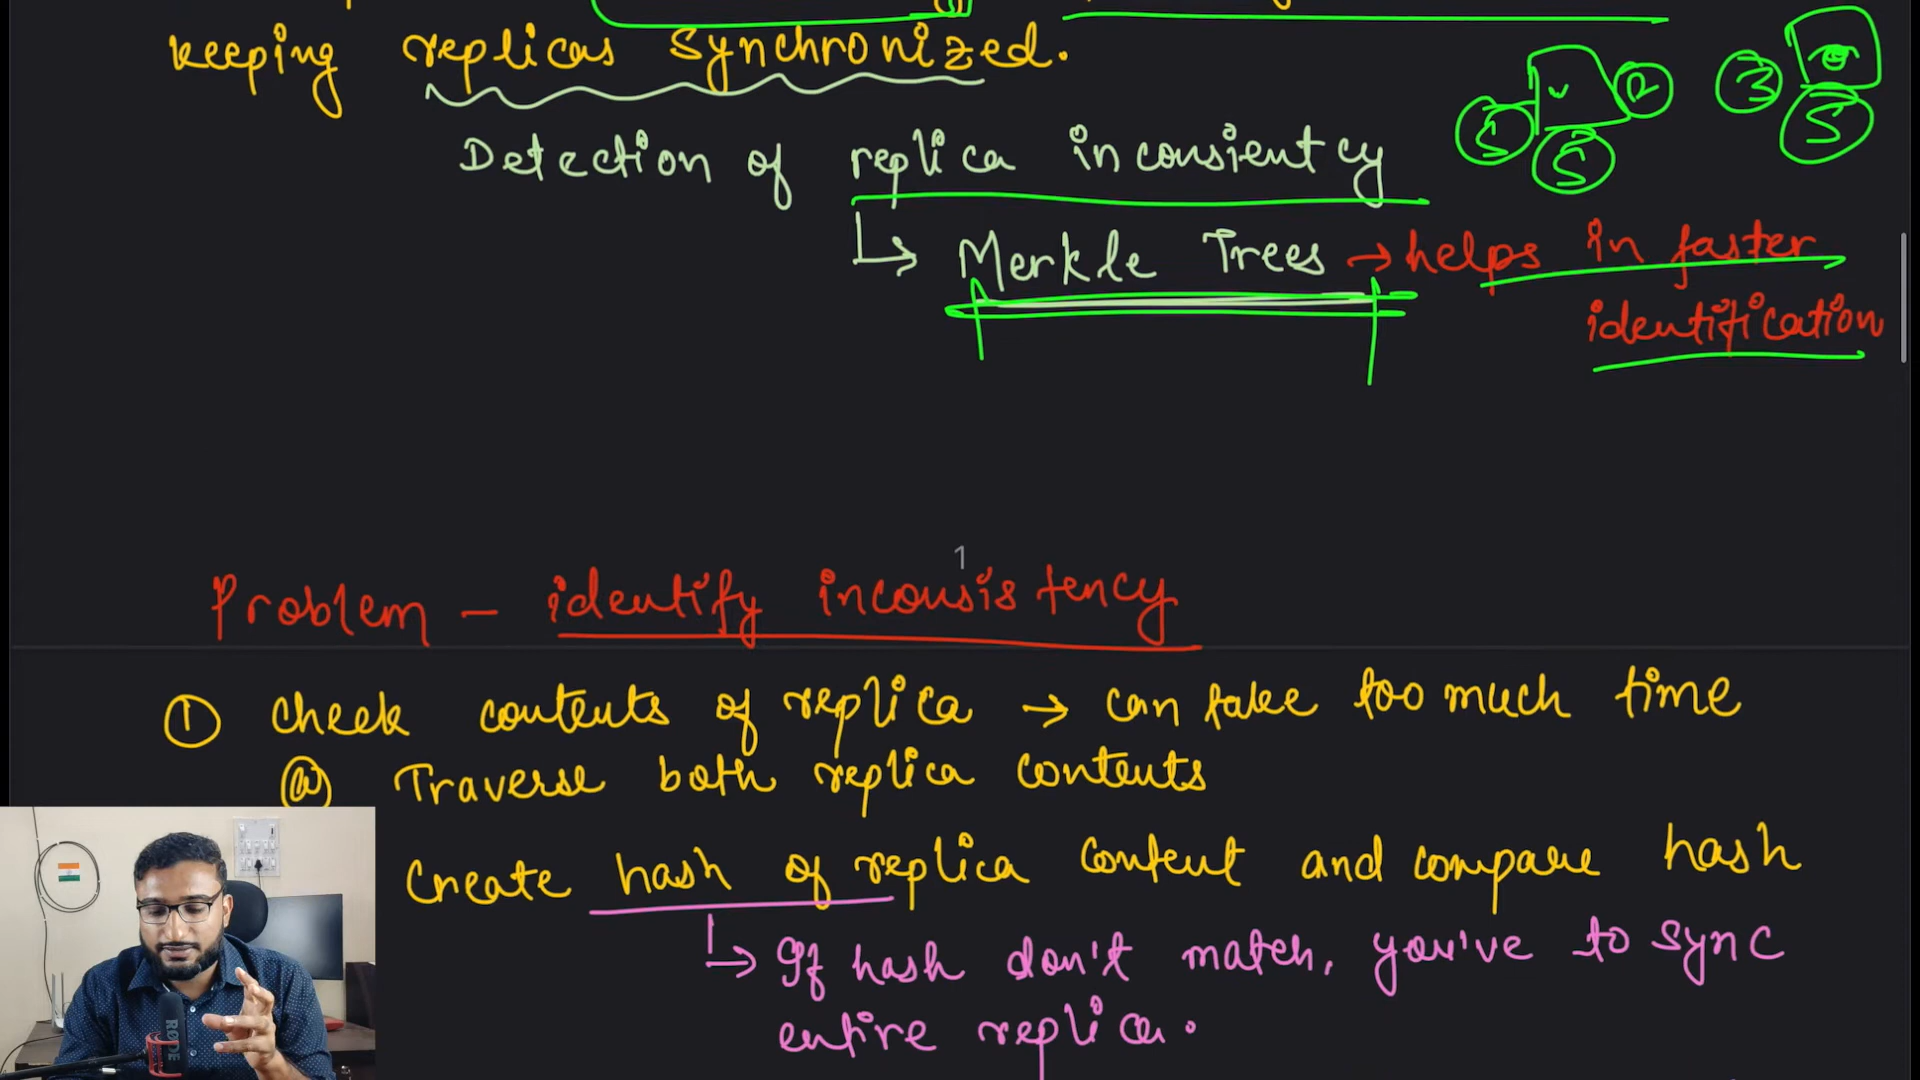 keeping replicas synchronized.
Detection of replica inconsientcy
↳ Merkle Trees → helps in faster
identification
1
Problem - identify inconsistency
① check contents of replica → can take too much time
ⓐ Traverse both replica contents
Create hash of replica content and compare hash
↳ If hash don't match, you've to sync
entire replica.
RØDE